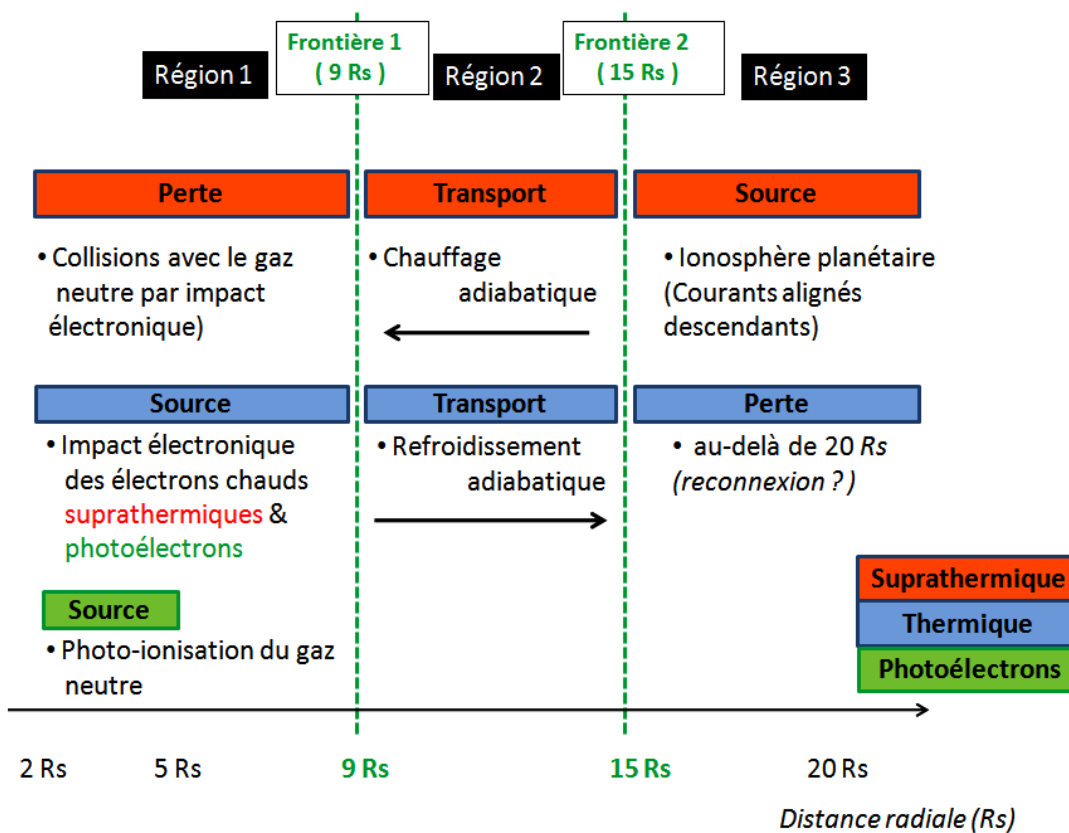 Frontière 1
( 9 Rs )
Frontière 2
( 15 Rs )
Région 1
Région 2
Région 3
Perte
Transport
Source
• Collisions avec le gaz
neutre par impact
électronique)
• Chauffage
adiabatique
• Ionosphère planétaire
(Courants alignés
descendants)
Source
Transport
Perte
• Impact électronique
des électrons chauds
suprathermiques &
photoélectrons
• Refroidissement
adiabatique
• au-delà de 20 Rs
(reconnexion ? )
Source
• Photo-ionisation du gaz
neutre
Suprathermique
Thermique
Photoélectrons
2 Rs
5 Rs
9 Rs
15 Rs
20 Rs
Distance radiale (Rs)